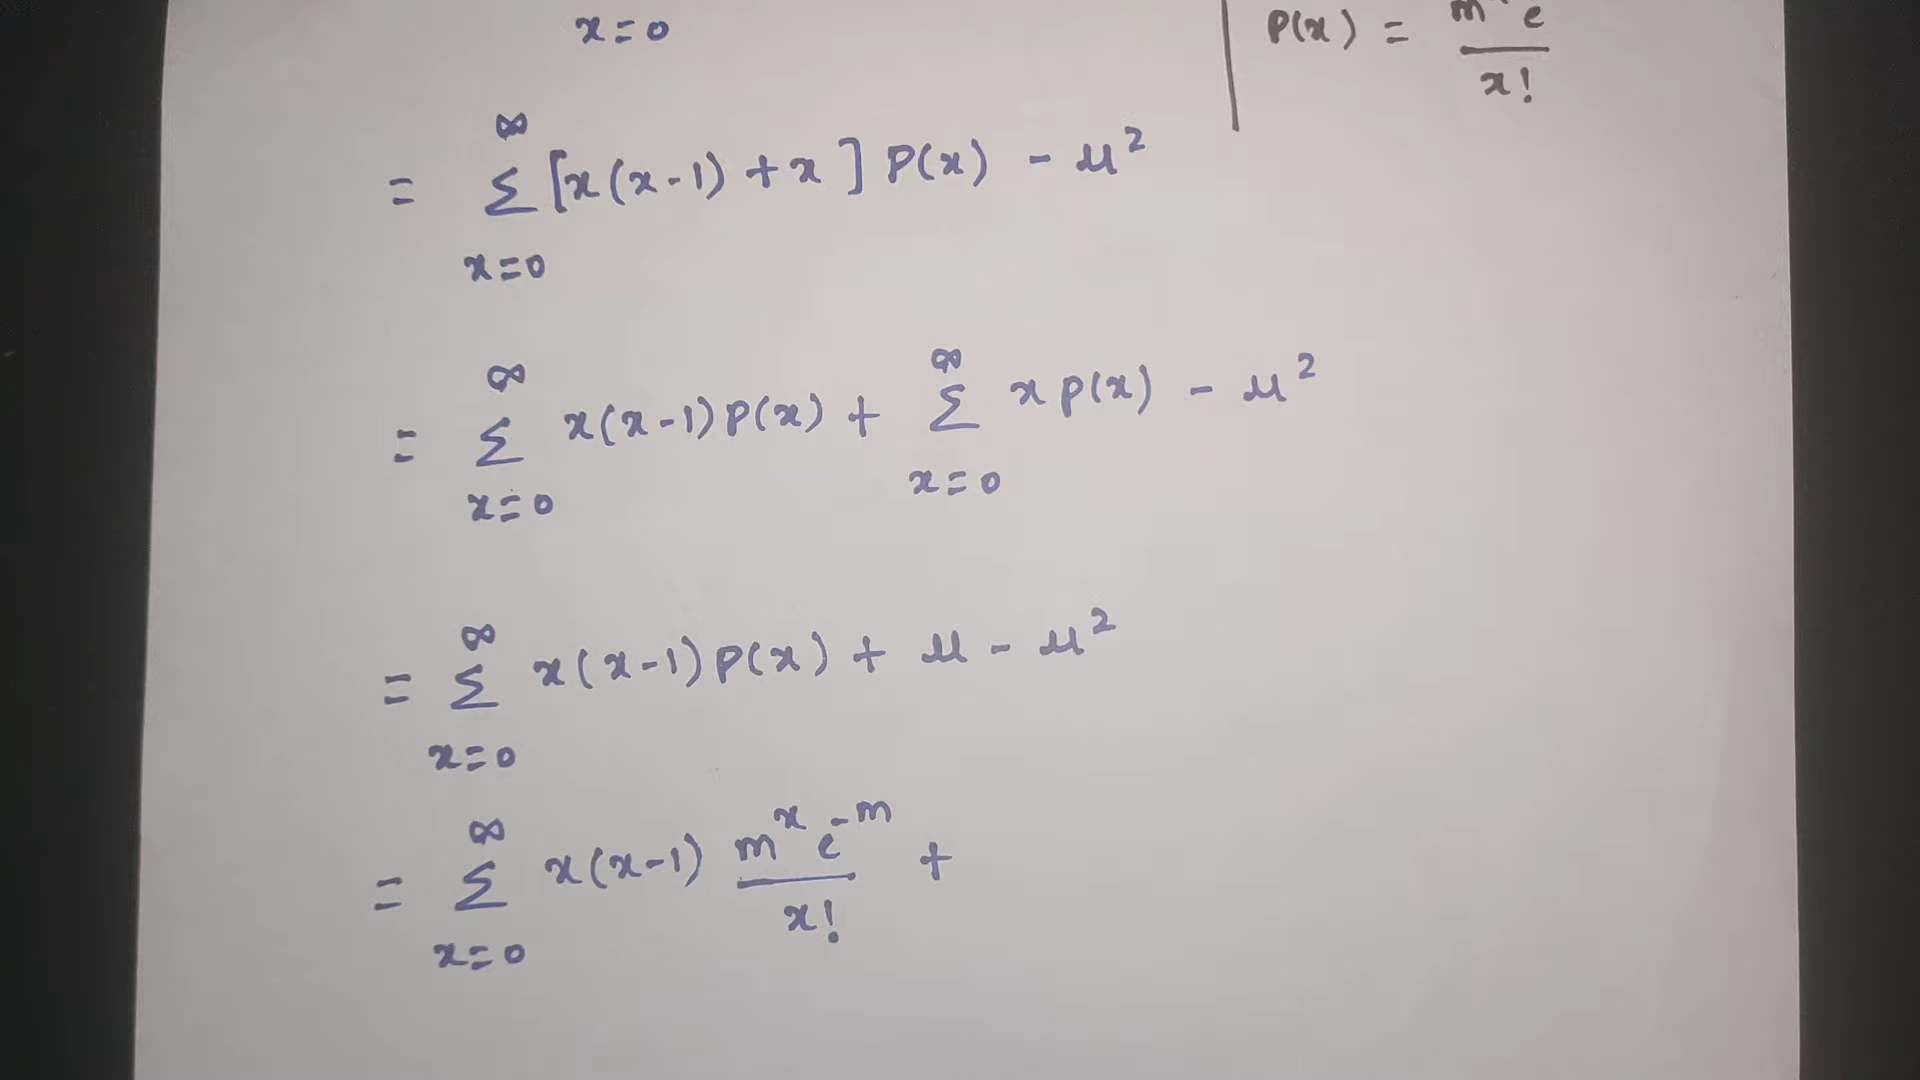 x=0
P(x) = m^x e / x!
= ∞ Σ x=0 [x(x-1) + x] P(x) - μ²
= ∞ Σ x=0 x(x-1) P(x) + ∞ Σ x=0 x p(x) - μ²
= ∞ Σ x=0 x(x-1) P(x) + μ - μ²
= ∞ Σ x=0 x(x-1) m^x e^-m / x! +